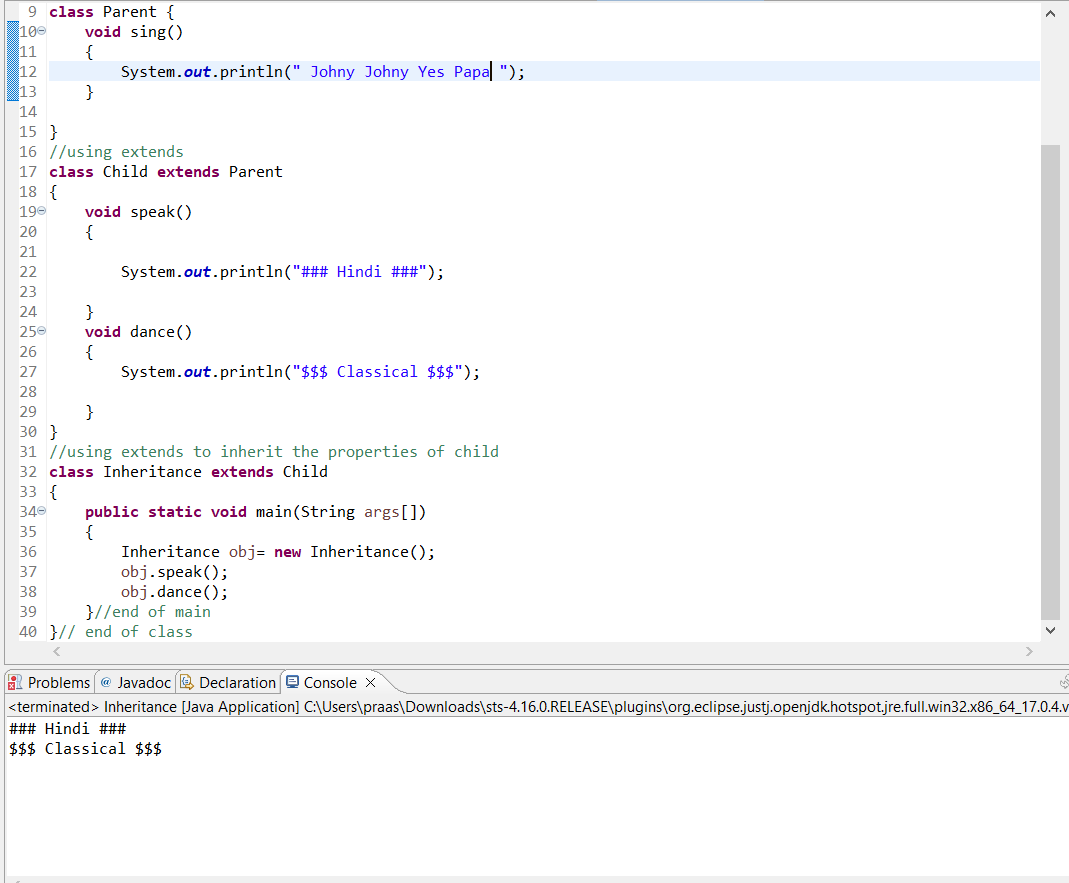 9 class Parent {
10 void sing()
11 {
12 System.out.println(" Johny Johny Yes Papa ");
13 }
14
15 }
16 //using extends
17 class Child extends Parent
18 {
19 void speak()
20 {
21
22 System.out.println("### Hindi ###");
23
24 }
25 void dance()
26 {
27 System.out.println("$$$ Classical $$$");
28
29 }
30 }
31 //using extends to inherit the properties of child
32 class Inheritance extends Child
33 {
34 public static void main(String args[])
35 {
36 Inheritance obj= new Inheritance();
37 obj.speak();
38 obj.dance();
39 }//end of main
40 }// end of class
Problems @ Javadoc Declaration Console
<terminated> Inheritance [Java Application] C:\Users\praas\Downloads\sts-4.16.0.RELEASE\plugins\org.eclipse.justj.openjdk.hotspot.jre.full.win32.x86_64_17.0.4.v
### Hindi ###
$$$ Classical $$$